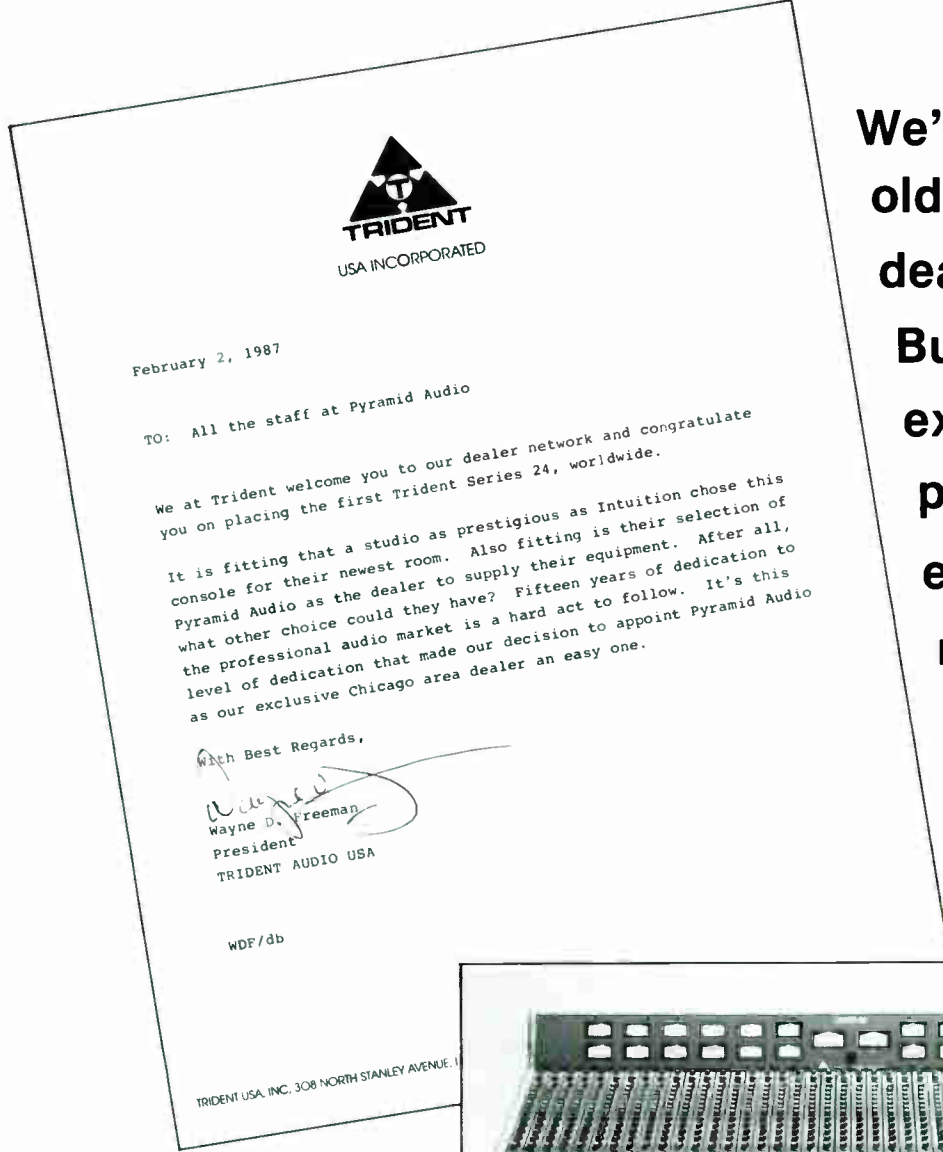 TRIDENT
USA INCORPORATED
February 2, 1987
TO: All the staff at Pyramid Audio
We at Trident welcome you to our dealer network and congratulate
you on placing the first Trident Series 24, worldwide.
It is fitting that a studio as prestigious as Intuition chose this
console for their newest room. Also fitting is their selection of
Pyramid Audio as the dealer to supply their equipment. After all,
what other choice could they have? Fifteen years of dedication to
the professional audio market is a hard act to follow. It's this
level of dedication that made our decision to appoint Pyramid Audio
as our exclusive Chicago area dealer an easy one.
With Best Regards,
Wayne D. Freeman
President
TRIDENT AUDIO USA
WDF/db
TRIDENT USA, INC. 308 NORTH STANLEY AVENUE,
We'
old